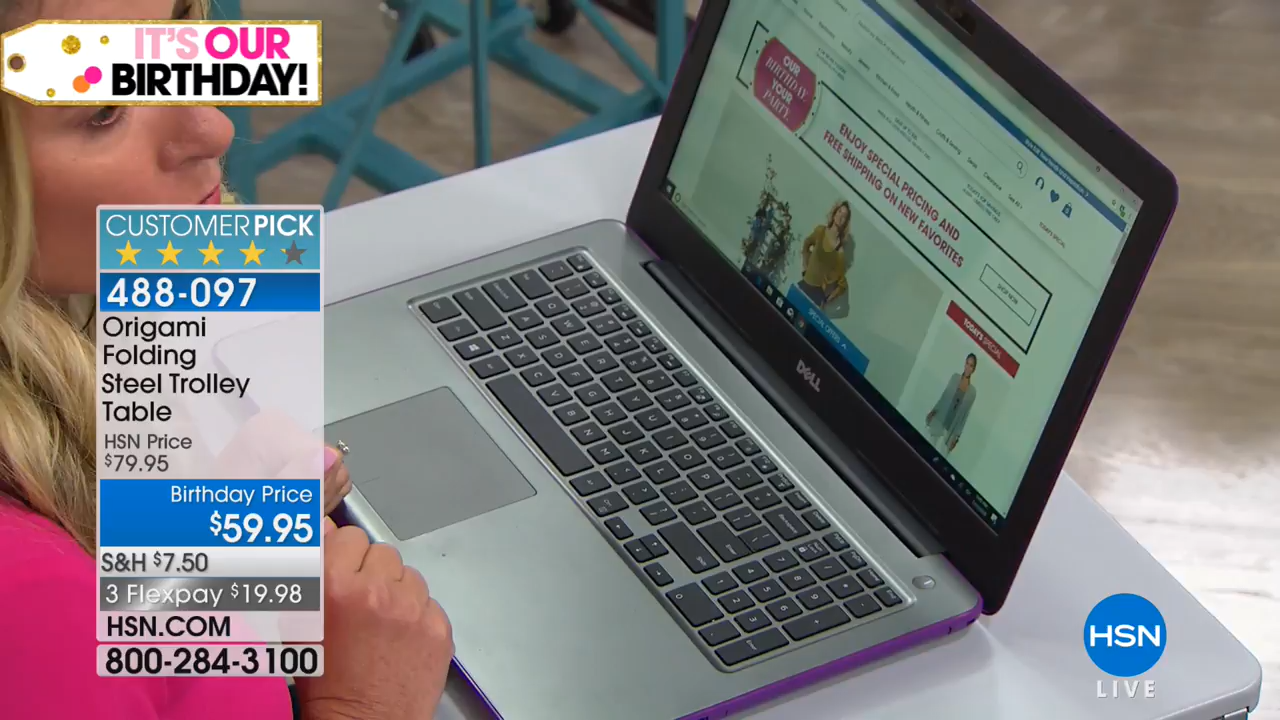 IT'S OUR
BIRTHDAY!
CUSTOMER PICK
488-097
Origami
Folding
Steel Trolley
Table
HSN Price
$79.95
Birthday Price
$59.95
S&H $7.50
3 Flexpay $19.98
HSN.COM
800-284-3100
OUR
BIRTHDAY
YOUR
PARTY
ENJOY SPECIAL PRICING AND
FREE SHIPPING ON NEW FAVORITES
SHOP NOW
SPECIAL OFFERS
TODAY'S SPECIAL
DELL
HSN
LIVE